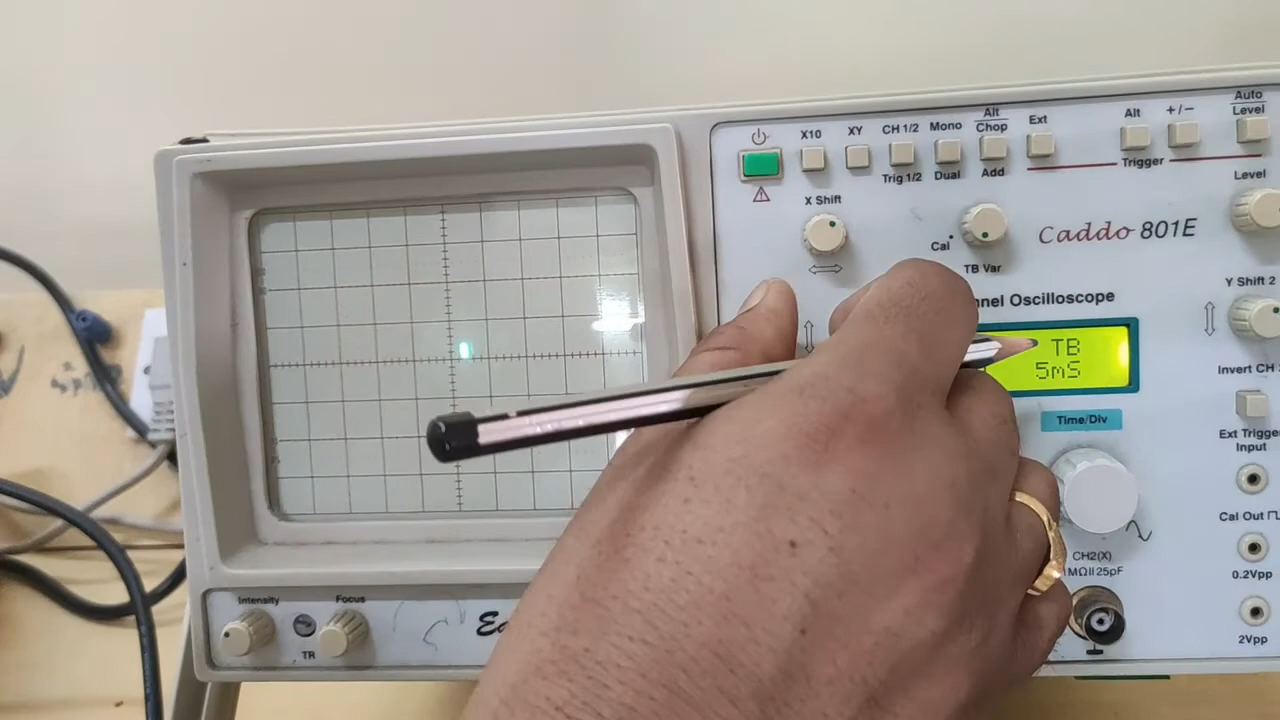 X10
XY
CH 1/2
Mono
Alt
Chop
Ext
Alt
+/-
Auto
Level
Trig 1/2
Dual
Add
Trigger
Level
X Shift
Cal
TB Var
Caddo 801E
Y Shift 2
Oscilloscope
TB
5mS
Time/Div
Invert CH
Ext Trigger
Input
Cal Out
0.2Vpp
2Vpp
CH2(X)
1MΩ||25pF
Intensity
Focus
TR